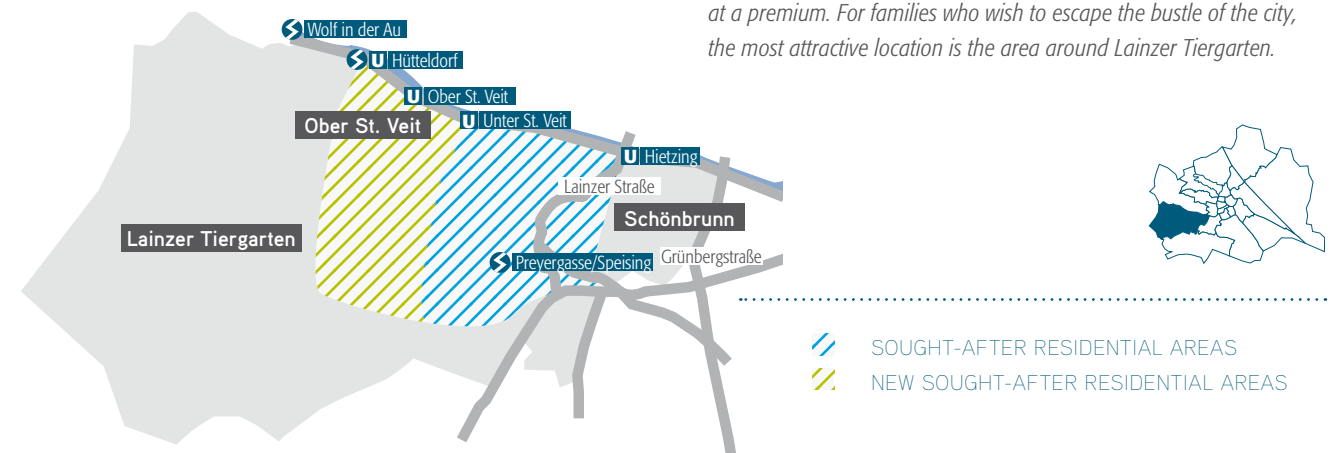 at a premium. For families who wish to escape the bustle of the city,
the most attractive location is the area around Lainzer Tiergarten.
Wolf in der Au
U Hütteldorf
U Ober St. Veit
Ober St. Veit
U Unter St. Veit
U Hietzing
Lainzer Straße
Schönbrunn
Lainzer Tiergarten
Preyergasse/Speising
Grünbergstraße
SOUGHT-AFTER RESIDENTIAL AREAS
NEW SOUGHT-AFTER RESIDENTIAL AREAS